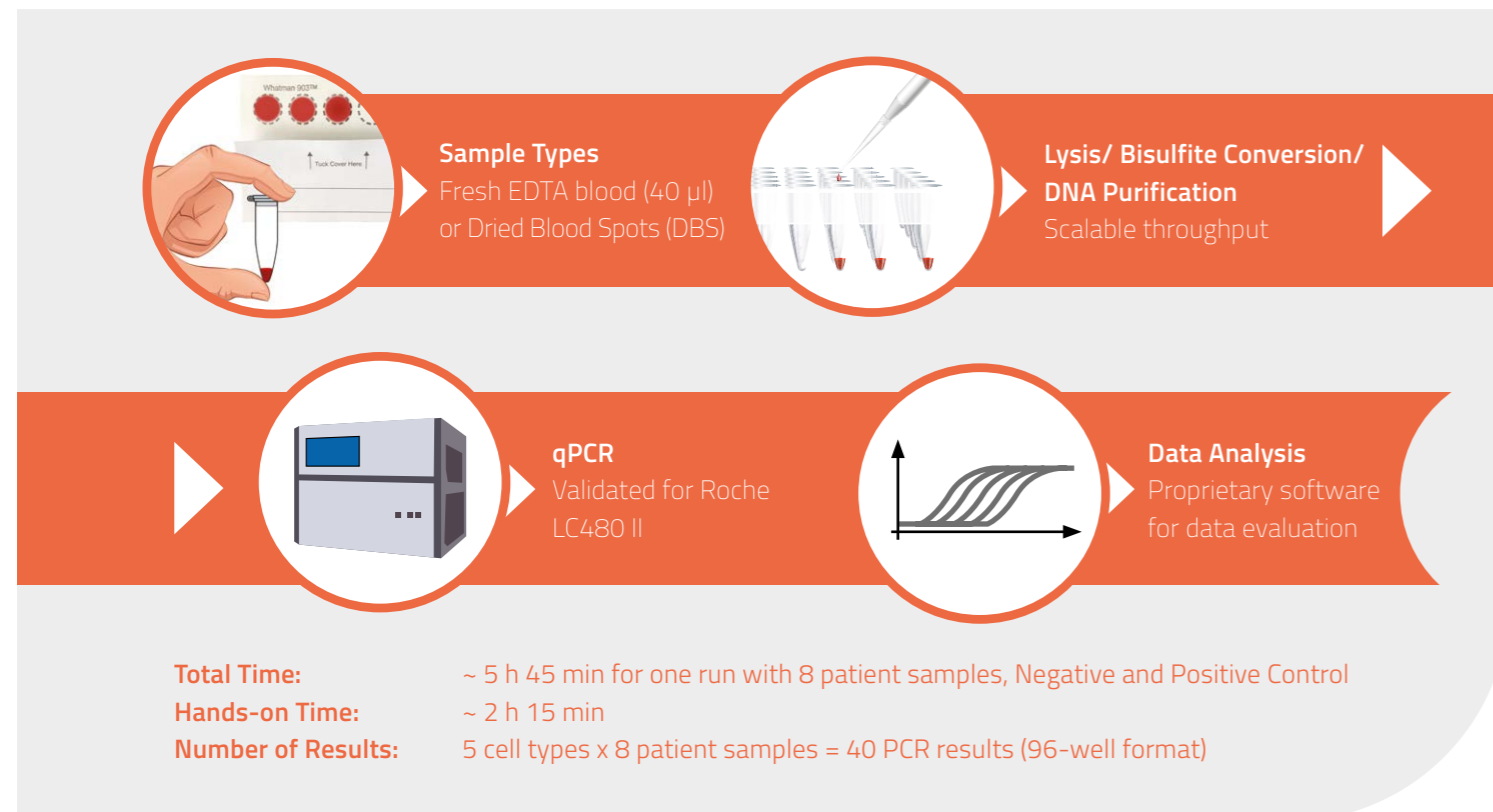 Whatman 903™
Tuck Cover Here
Sample Types
Fresh EDTA blood (40 µl)
or Dried Blood Spots (DBS)
Lysis/ Bisulfite Conversion/
DNA Purification
Scalable throughput
qPCR
Validated for Roche
LC480 II
Data Analysis
Proprietary software
for data evaluation
Total Time: ~ 5 h 45 min for one run with 8 patient samples, Negative and Positive Control
Hands-on Time: ~ 2 h 15 min
Number of Results: 5 cell types x 8 patient samples = 40 PCR results (96-well format)